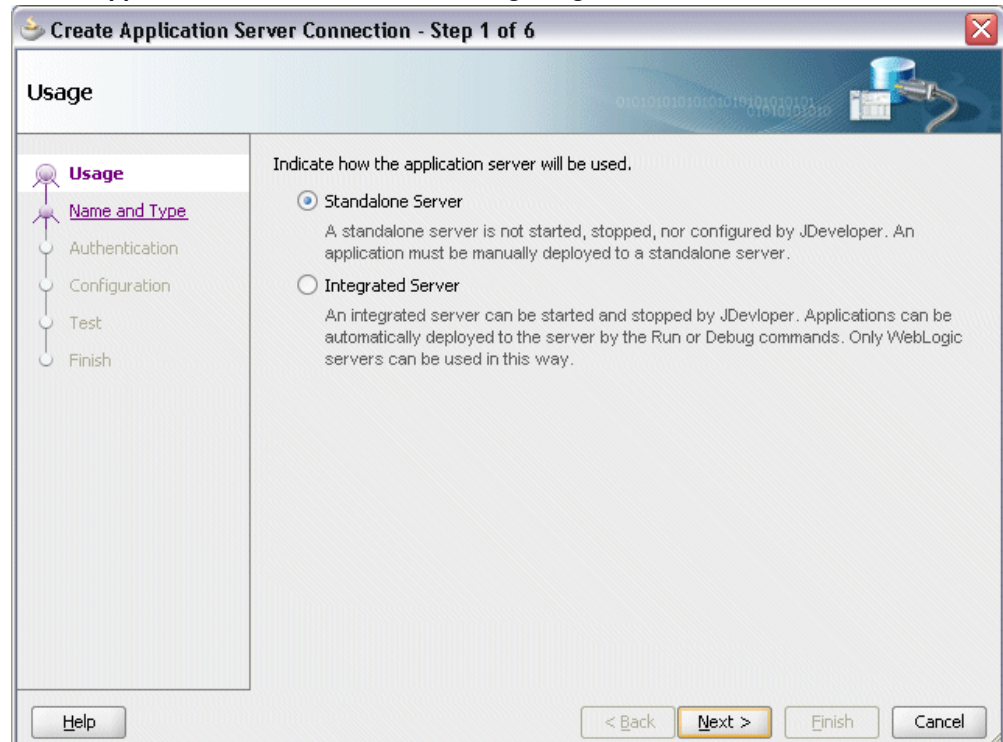 Create Application Server Connection - Step 1 of 6
Usage
Usage
Name and Type
Authentication
Configuration
Test
Finish
Indicate how the application server will be used.
Standalone Server
A standalone server is not started, stopped, nor configured by JDeveloper. An
application must be manually deployed to a standalone server.
Integrated Server
An integrated server can be started and stopped by JDevloper. Applications can be
automatically deployed to the server by the Run or Debug commands. Only WebLogic
servers can be used in this way.
Help
< Back
Next >
Finish
Cancel